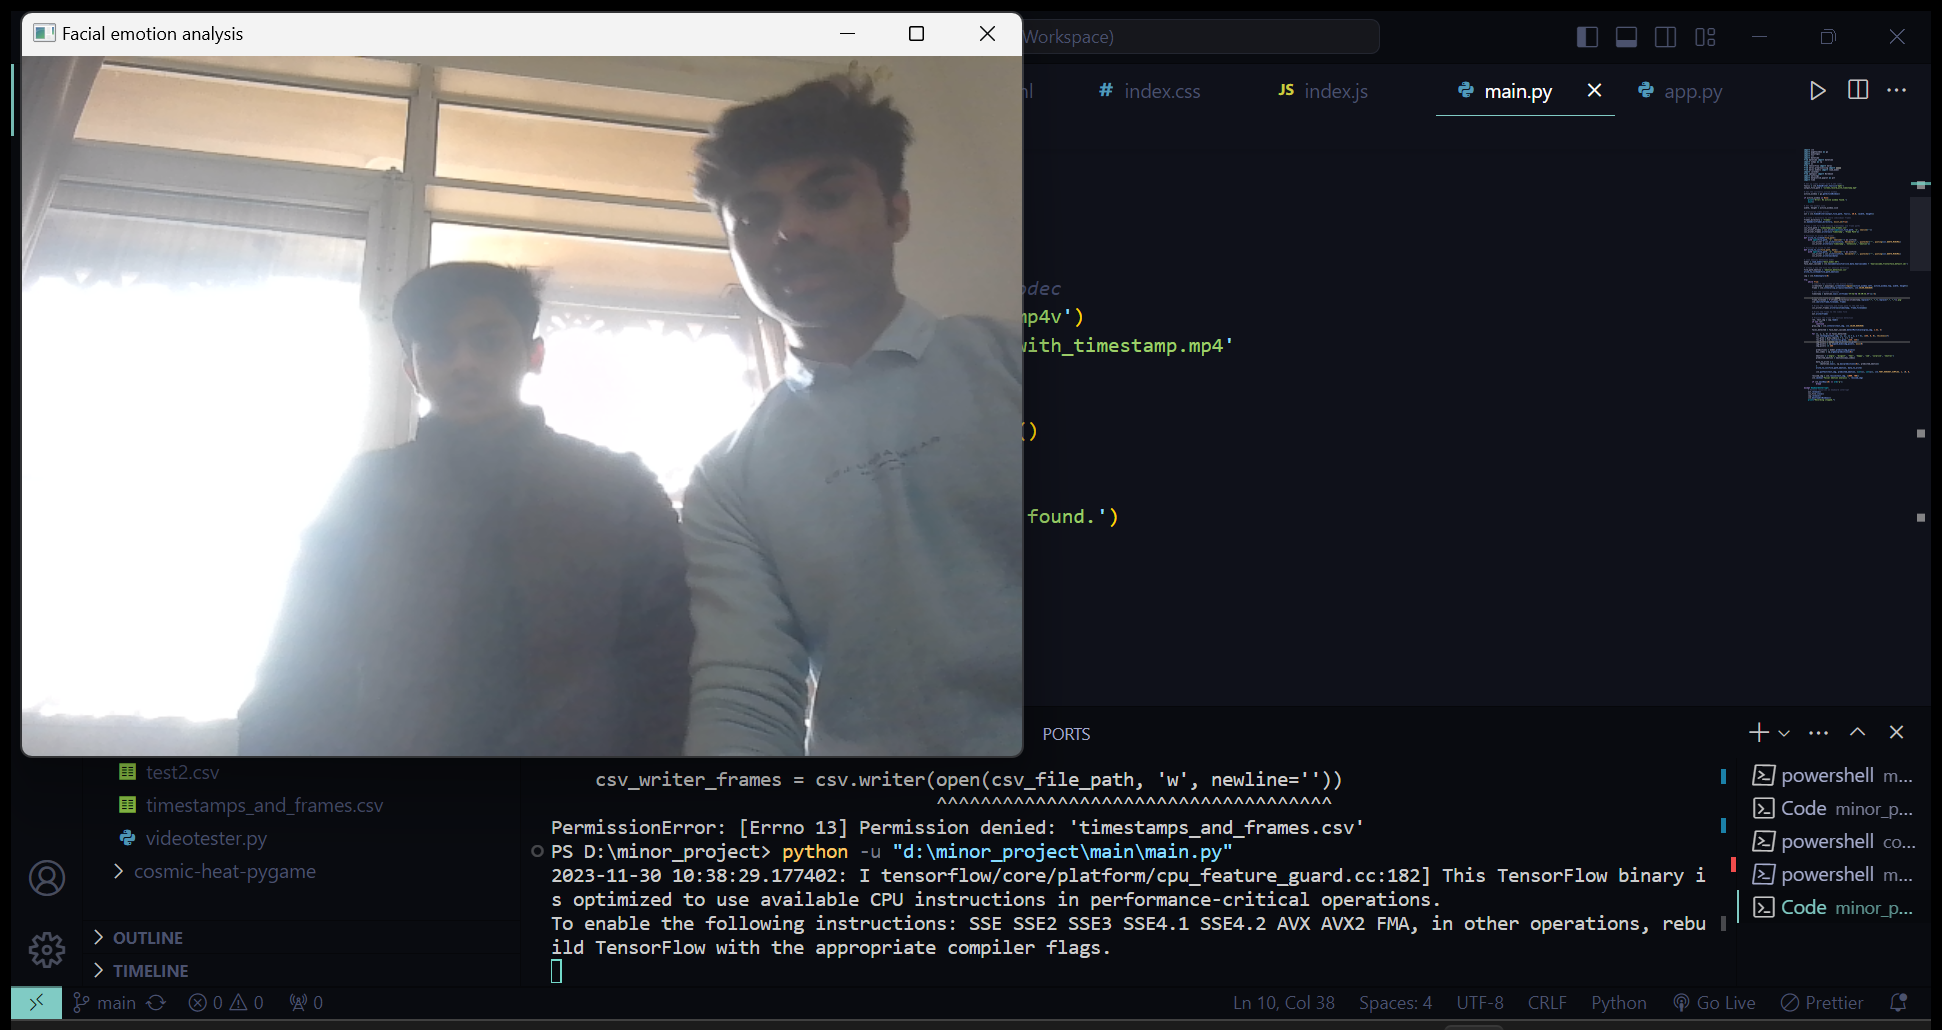 Facial emotion analysis
Workspace)
index.css
JS index.js
main.py
app.py
odec
mp4v')
with_timestamp.mp4'
()
found.')
PORTS
test2.csv
timestamps_and_frames.csv
videotester.py
cosmic-heat-pygame
OUTLINE
TIMELINE
csv_writer_frames = csv.writer(open(csv_file_path, 'w', newline=''))
^^^^^^^^^^^^^^^^^^^^^^^^^^^^^^^^^^^^
PermissionError: [Errno 13] Permission denied: 'timestamps_and_frames.csv'
PS D:\minor_project> python -u "d:\minor_project\main\main.py"
2023-11-30 10:38:29.177402: I tensorflow/core/platform/cpu_feature_guard.cc:182] This TensorFlow binary i
s optimized to use available CPU instructions in performance-critical operations.
To enable the following instructions: SSE SSE2 SSE3 SSE4.1 SSE4.2 AVX AVX2 FMA, in other operations, rebu
ild TensorFlow with the appropriate compiler flags.
powershell m...
Code minor_p...
powershell co...
powershell m...
Code minor_p...
main 0 0 0
Ln 10, Col 38 Spaces: 4 UTF-8 CRLF Python Go Live Prettier